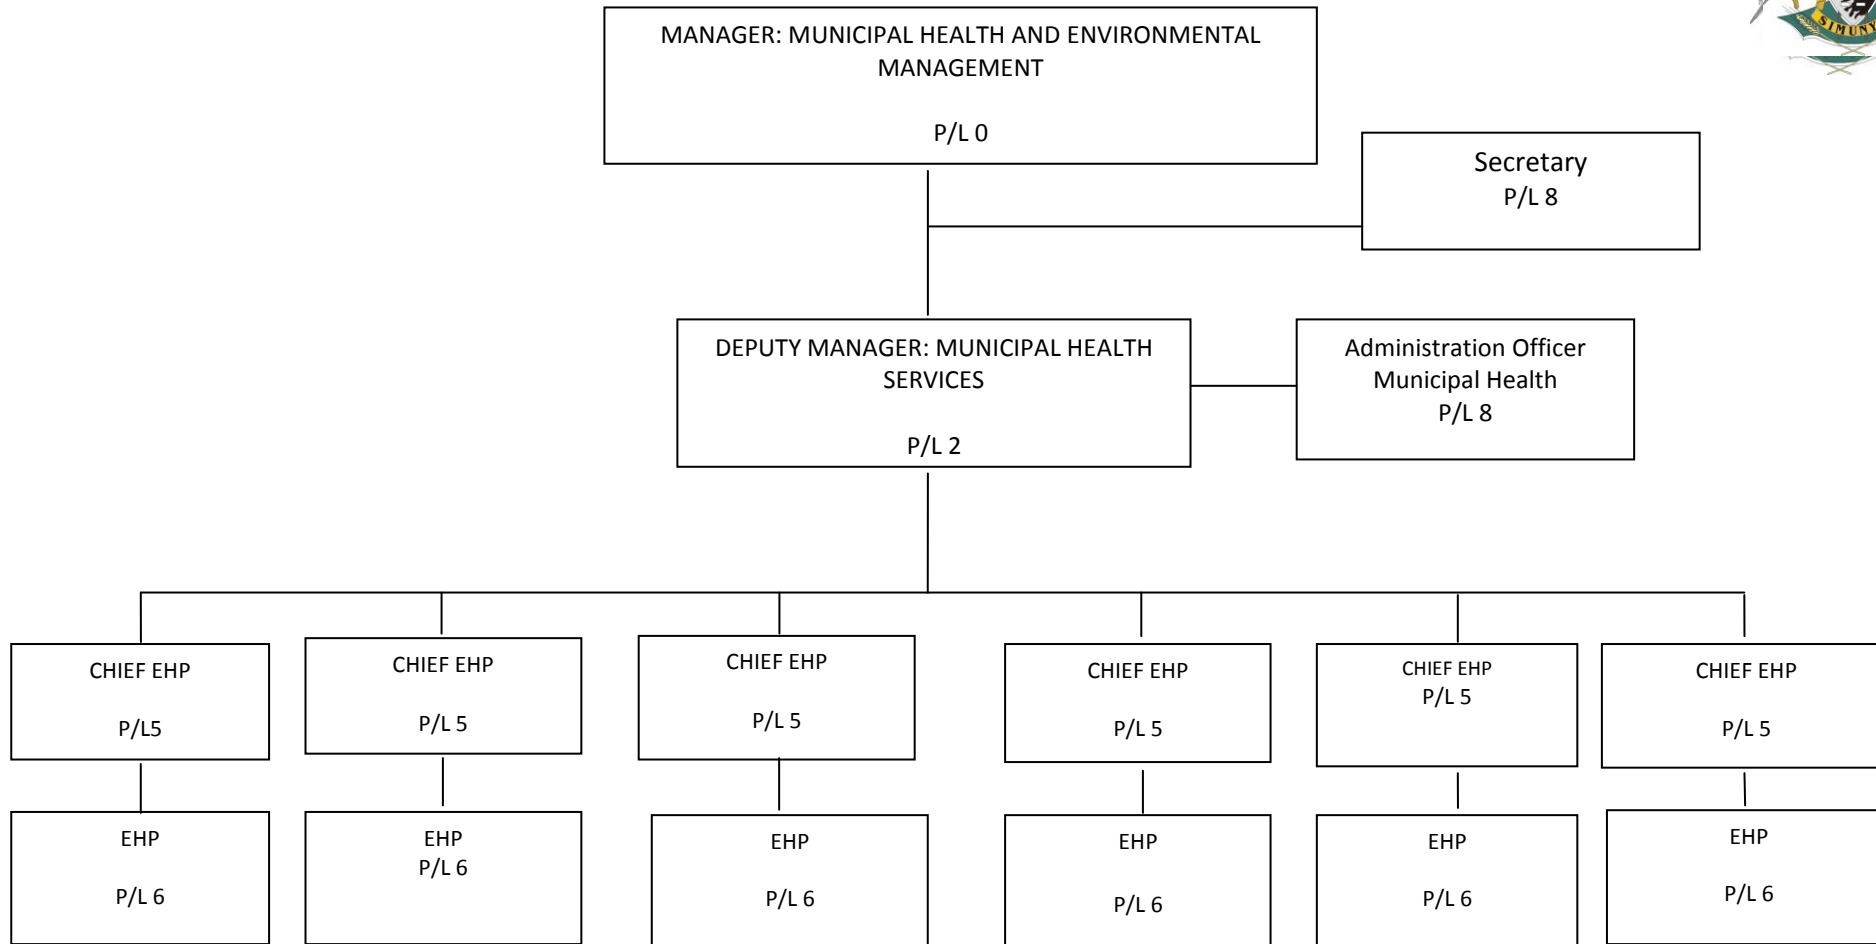 MANAGER: MUNICIPAL HEALTH AND ENVIRONMENTAL
MANAGEMENT
P/L 0
Secretary
P/L 8
DEPUTY MANAGER: MUNICIPAL HEALTH
SERVICES
P/L 2
Administration Officer
Municipal Health
P/L 8
CHIEF EHP
P/L5
CHIEF EHP
P/L 5
CHIEF EHP
P/L 5
CHIEF EHP
P/L 5
CHIEF EHP
P/L 5
CHIEF EHP
P/L 5
EHP
P/L 6
EHP
P/L 6
EHP
P/L 6
EHP
P/L 6
EHP
P/L 6
EHP
P/L 6